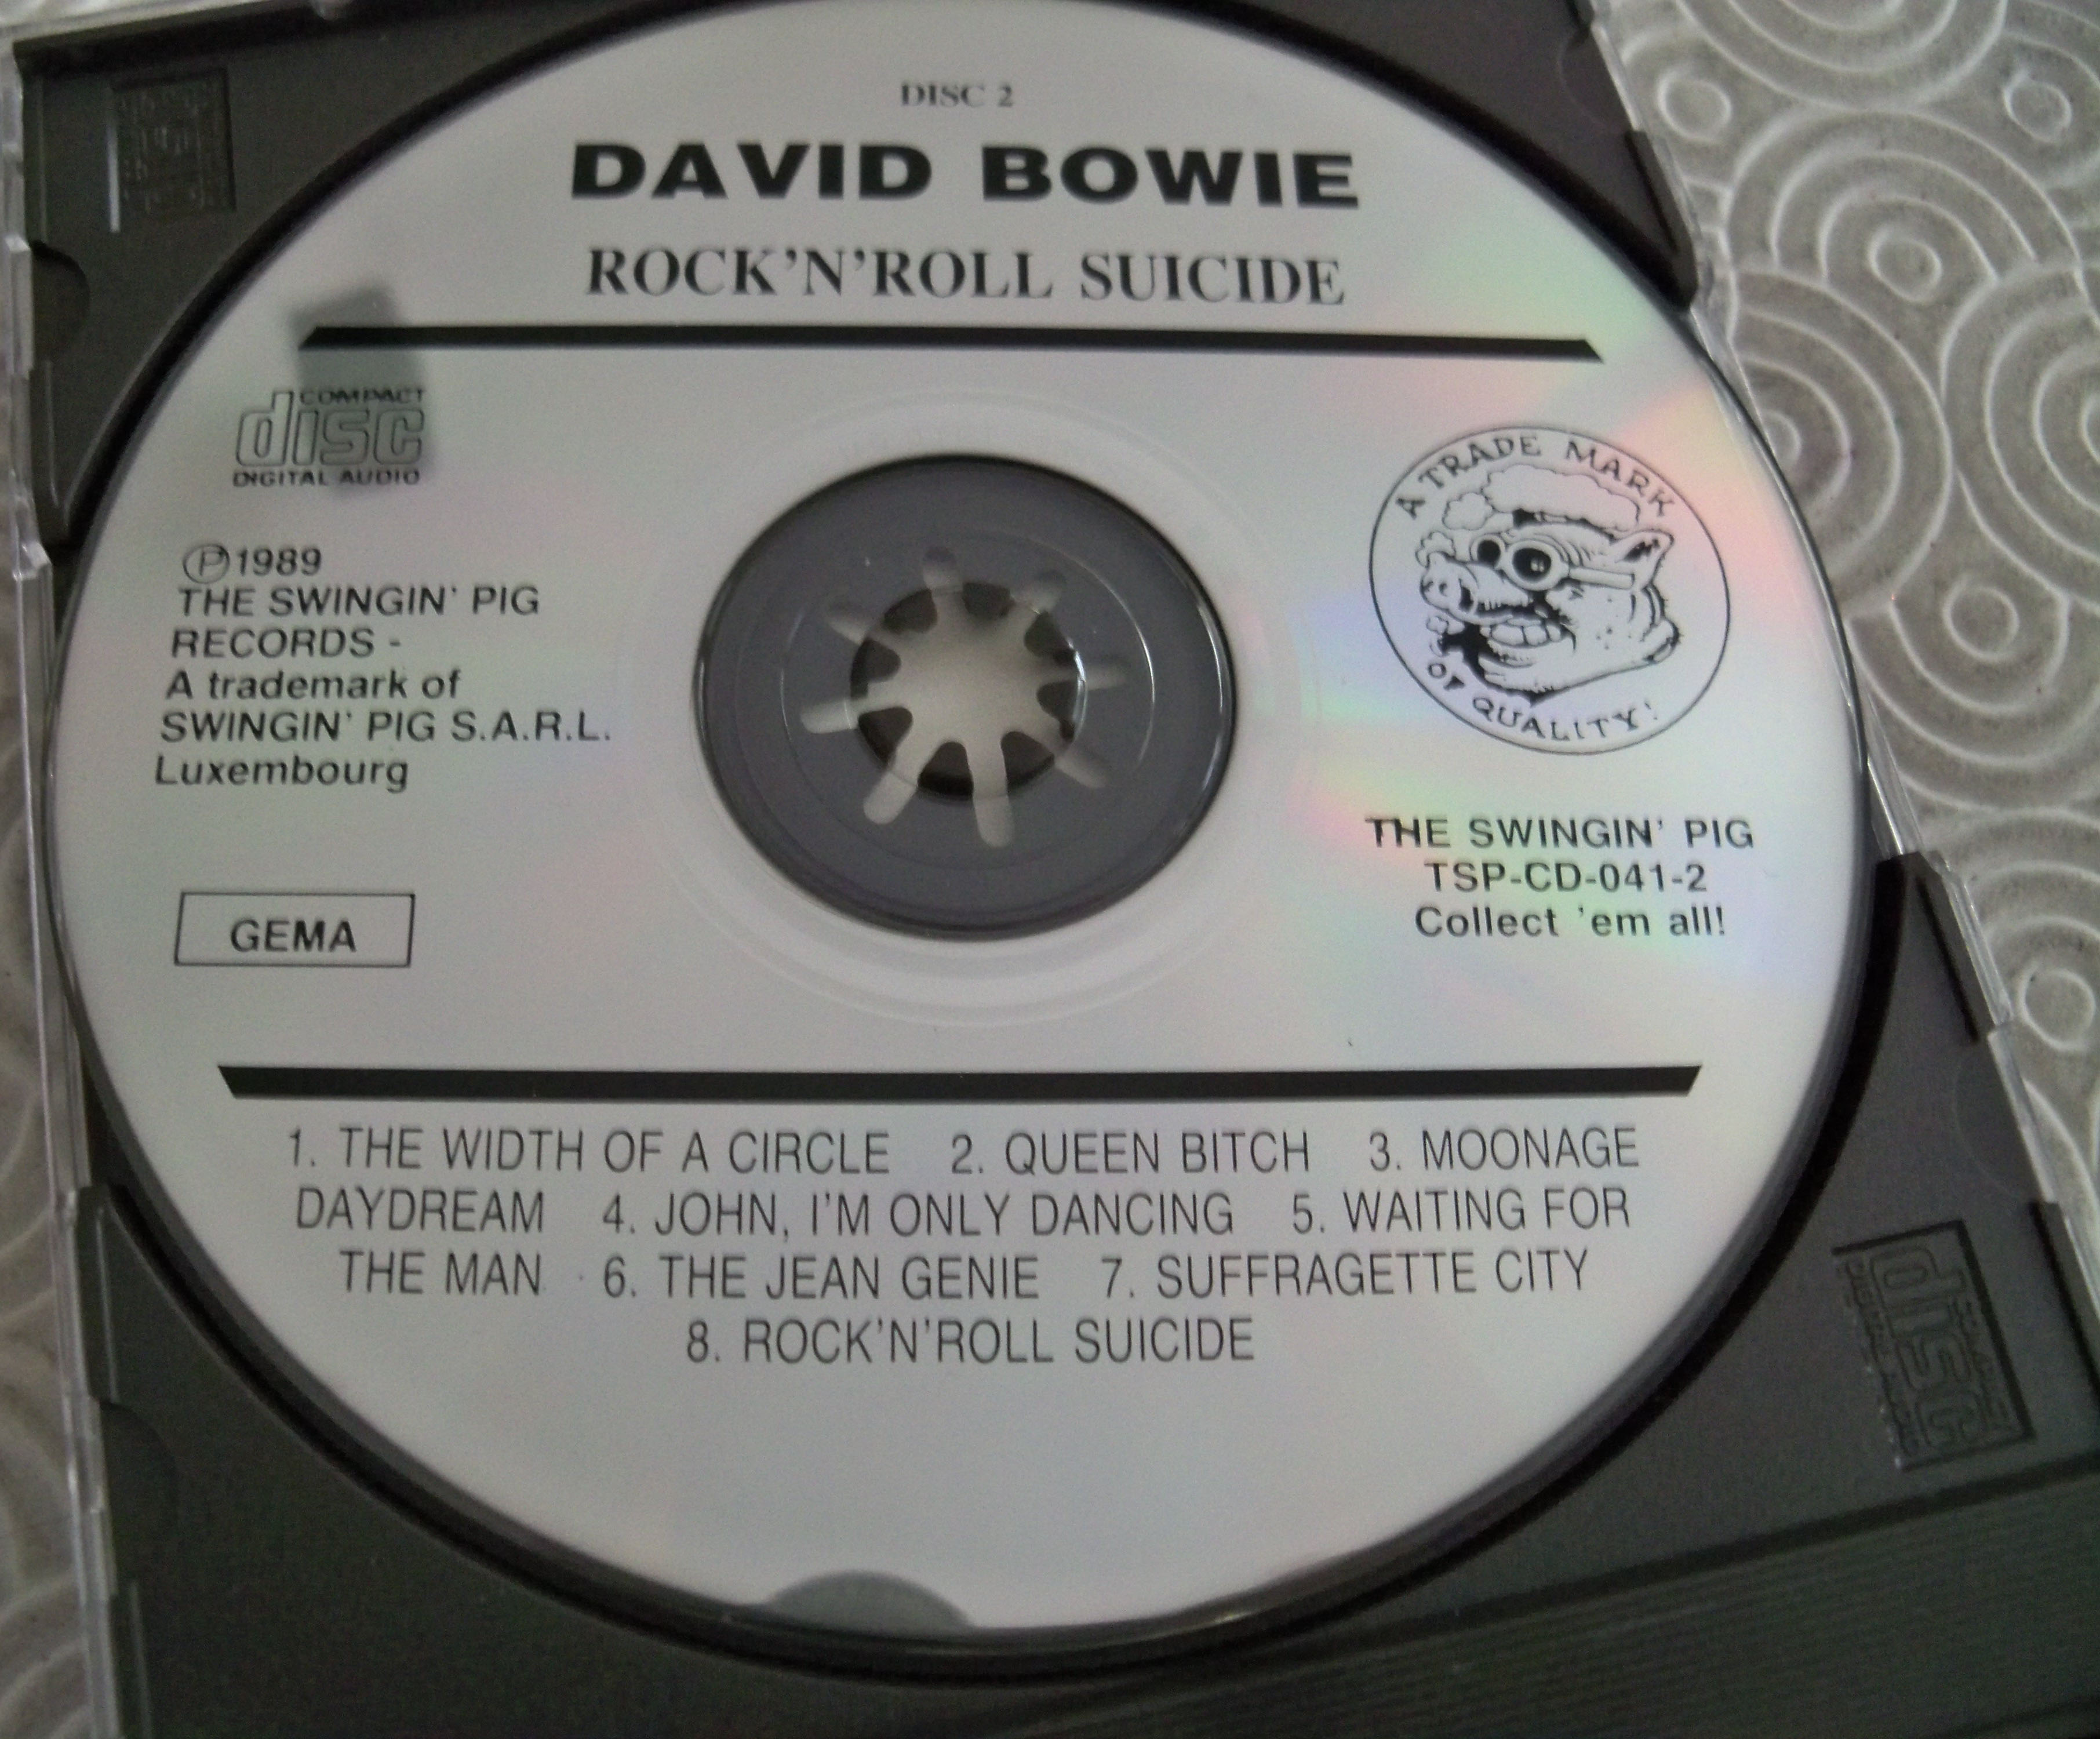 DISC 2
DAVID BOWIE
ROCK'N'ROLL SUICIDE
COMPACT
disc
DIGITAL AUDIO
Ⓟ1989
THE SWINGIN' PIG
RECORDS -
A trademark of
SWINGIN' PIG S.A.R.L.
Luxembourg
GEMA
A TRADE MARK
OF QUALITY!
THE SWINGIN' PIG
TSP-CD-041-2
Collect 'em all!
1. THE WIDTH OF A CIRCLE 2. QUEEN BITCH 3. MOONAGE
DAYDREAM 4. JOHN, I'M ONLY DANCING 5. WAITING FOR
THE MAN 6. THE JEAN GENIE 7. SUFFRAGETTE CITY
8. ROCK'N'ROLL SUICIDE
disc